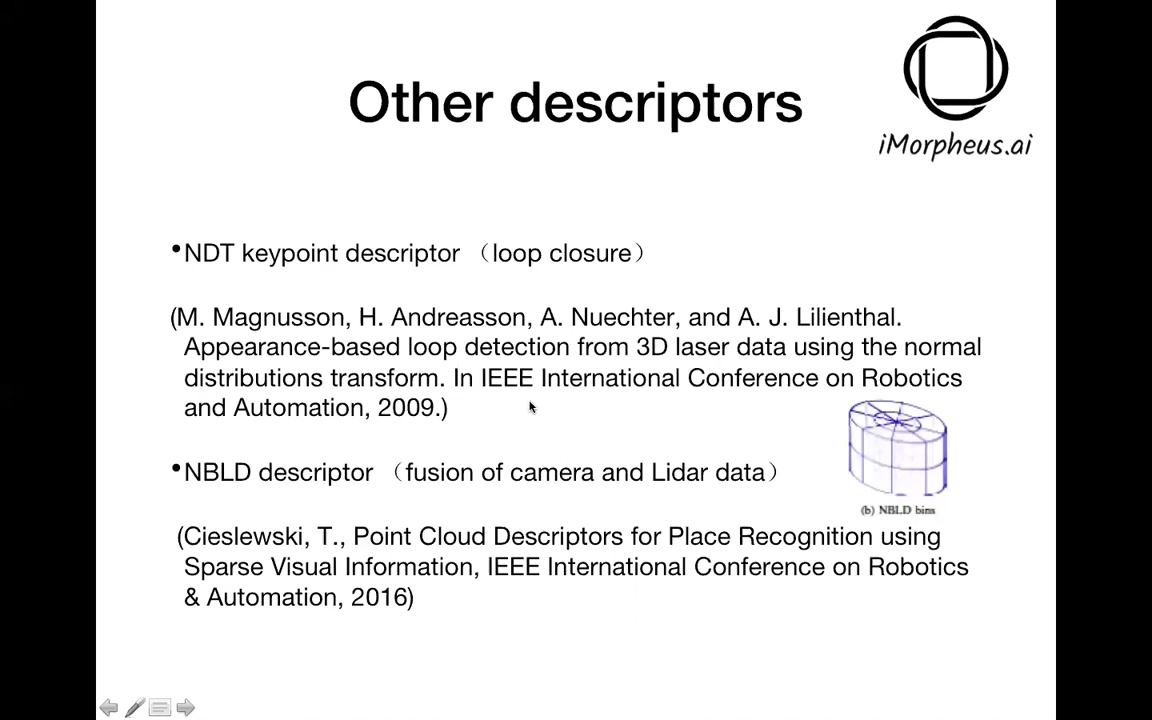 iMorpheus.ai
Other descriptors
•NDT keypoint descriptor （loop closure）
(M. Magnusson, H. Andreasson, A. Nuechter, and A. J. Lilienthal.
Appearance-based loop detection from 3D laser data using the normal
distributions transform. In IEEE International Conference on Robotics
and Automation, 2009.)
•NBLD descriptor （fusion of camera and Lidar data）
(b) NBLD bins
(Cieslewski, T., Point Cloud Descriptors for Place Recognition using
Sparse Visual Information, IEEE International Conference on Robotics
& Automation, 2016)